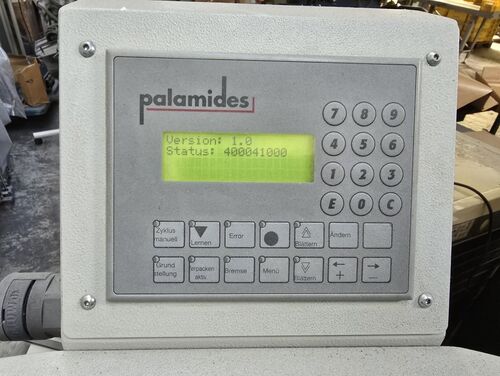 palamides
Version: 1.0
Status: 400041000
7 8 9
4 5 6
1 2 3
E 0 C
Zyklus manuell
Lernen
Error
Blättern
Ändern
Grund stellung
Verpacken aktiv
Bremse
Menü
Blättern
← +
→ −